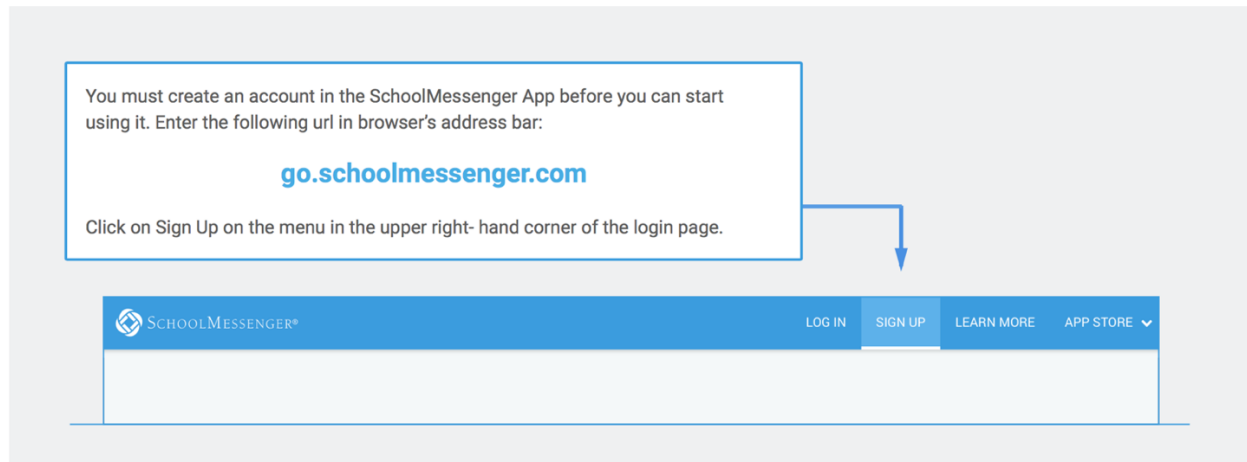 You must create an account in the SchoolMessenger App before you can start
using it. Enter the following url in browser’s address bar:
go.schoolmessenger.com
Click on Sign Up on the menu in the upper right- hand corner of the login page.
SCHOOLMESSENGER® LOG IN SIGN UP LEARN MORE APP STORE